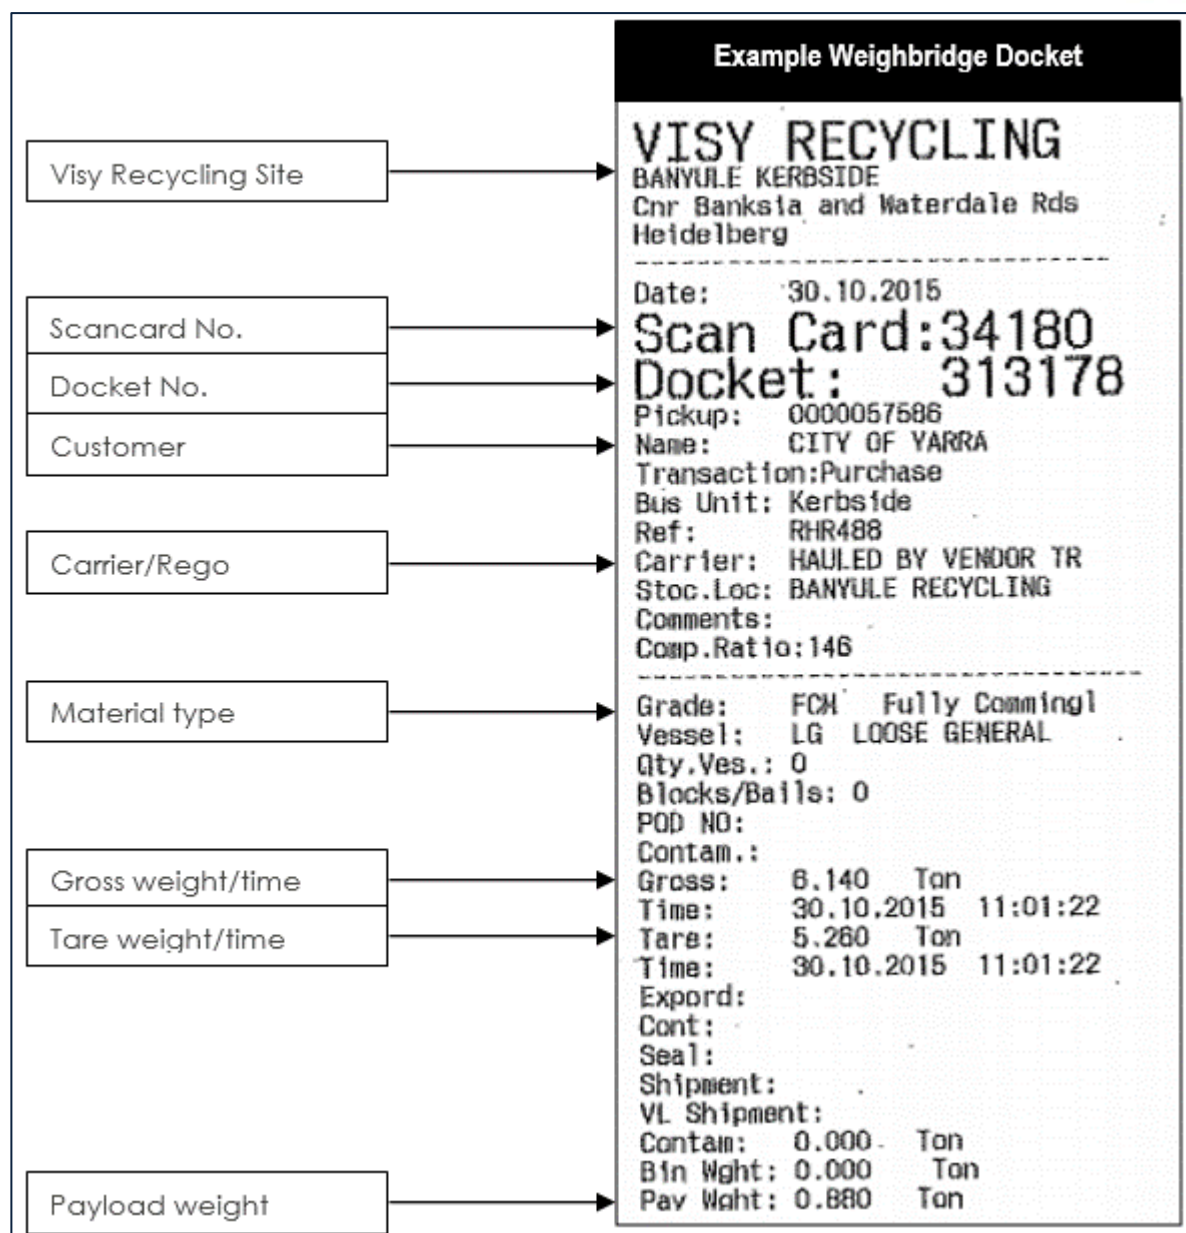 Example Weighbridge Docket
Visy Recycling Site
Scancard No.
Docket No.
Customer
Carrier/Rego
Material type
Gross weight/time
Tare weight/time
Payload weight
VISY RECYCLING
BANYULE KERBSIDE
Cnr Banksia and Waterdale Rds
Heidelberg
Date: 30.10.2015
Scan Card:34180
Docket: 313178
Pickup: 0000057586
Name: CITY OF YARRA
Transaction:Purchase
Bus Unit: Kerbside
Ref: RHR488
Carrier: HAULED BY VENDOR TR
Stoc.Loc: BANYULE RECYCLING
Comments:
Comp.Ratio:146
Grade: FCM Fully Commingl
Vessel: LG LOOSE GENERAL
Qty.Ves.: 0
Blocks/Bails: 0
POD NO:
Contam.:
Gross: 6.140 Ton
Time: 30.10.2015 11:01:22
Tare: 5.260 Ton
Time: 30.10.2015 11:01:22
Expord:
Cont:
Seal:
Shipment:
VL Shipment:
Contam: 0.000 Ton
Bin Wght: 0.000 Ton
Pay Wght: 0.880 Ton